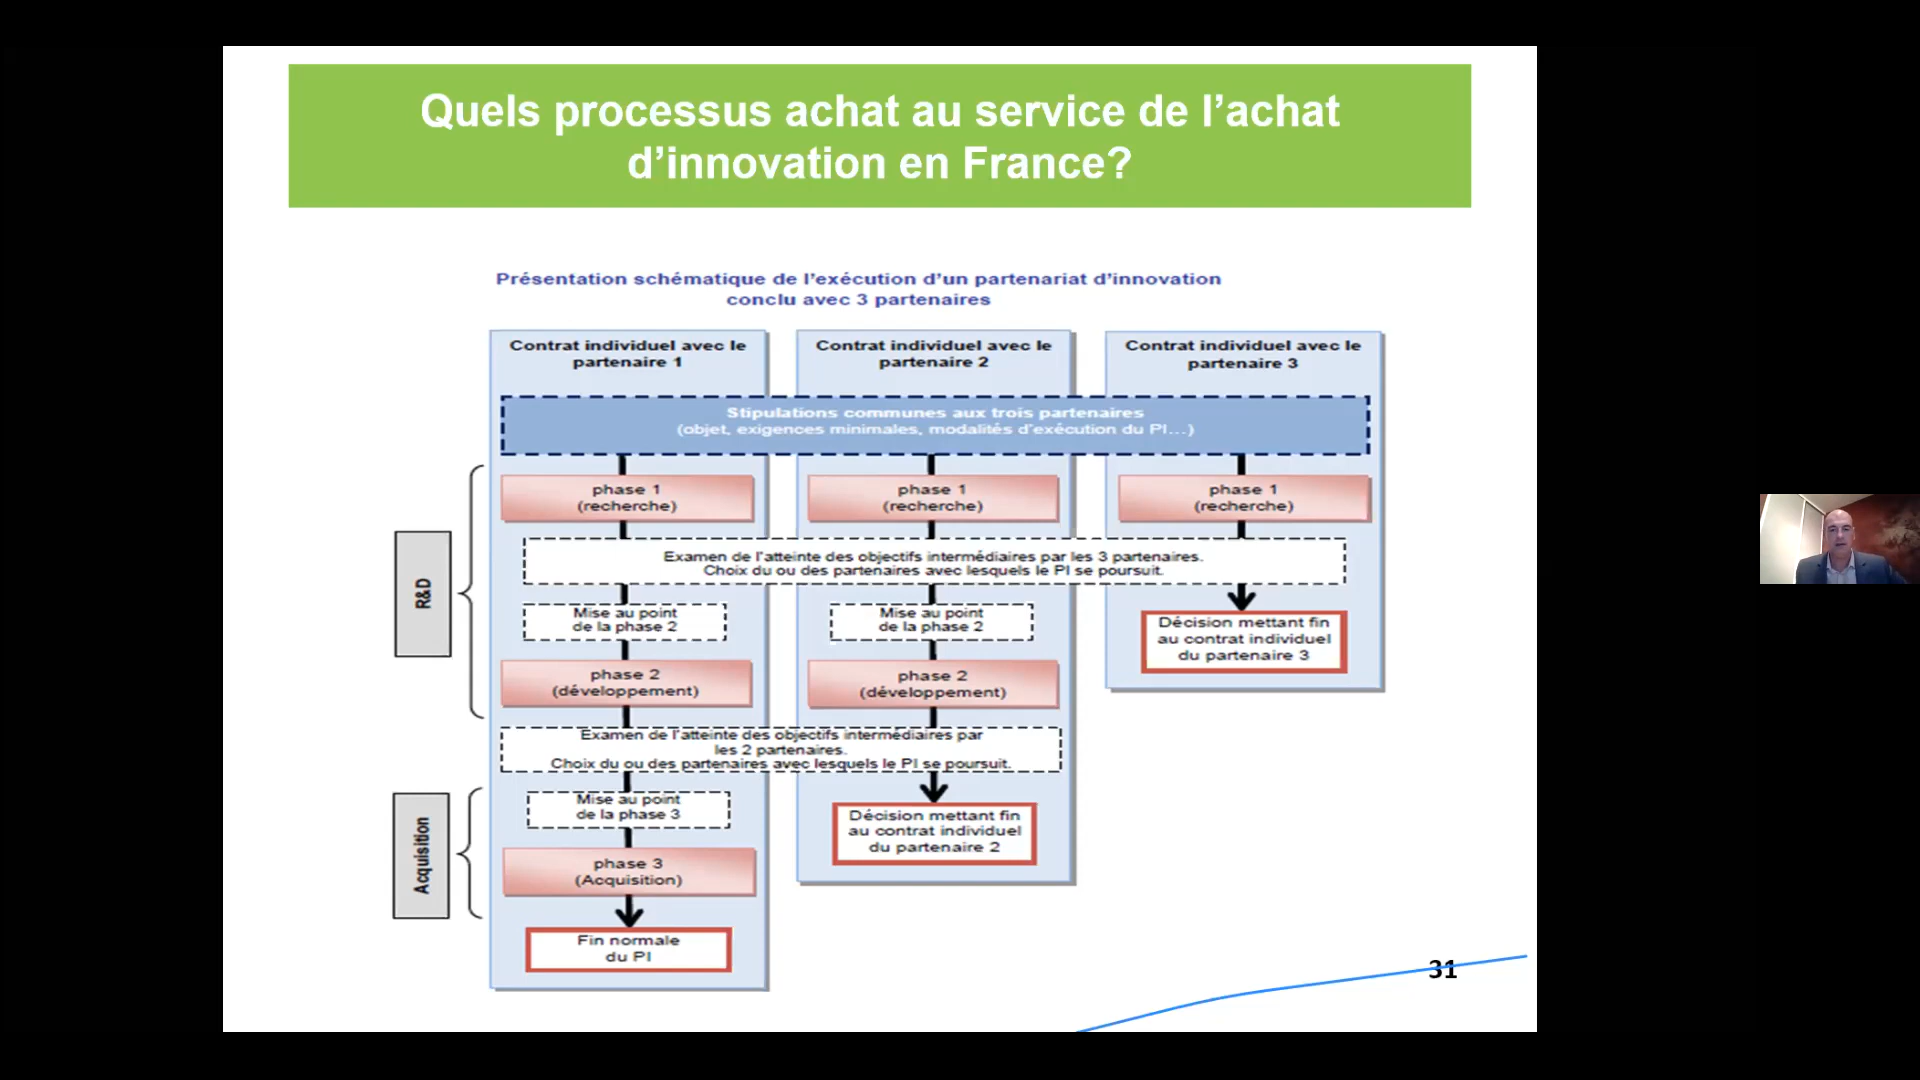 Quels processus achat au service de l’achat
d’innovation en France?
Présentation schématique de l’exécution d’un partenariat d’innovation
conclu avec 3 partenaires
Contrat individuel avec le
partenaire 1
Contrat individuel avec le
partenaire 2
Contrat individuel avec le
partenaire 3
Stipulations communes aux trois partenaires
(objet, exigences minimales, modalités d’exécution du PI...)
phase 1
(recherche)
phase 1
(recherche)
phase 1
(recherche)
R&D
Examen de l’atteinte des objectifs intermédiaires par les 3 partenaires.
Choix du ou des partenaires avec lesquels le PI se poursuit.
Mise au point
de la phase 2
Mise au point
de la phase 2
Décision mettant fin
au contrat individuel
du partenaire 3
phase 2
(développement)
phase 2
(développement)
Examen de l’atteinte des objectifs intermédiaires par
les 2 partenaires.
Choix du ou des partenaires avec lesquels le PI se poursuit.
Acquisition
Mise au point
de la phase 3
Décision mettant fin
au contrat individuel
du partenaire 2
phase 3
(Acquisition)
Fin normale
du PI
31